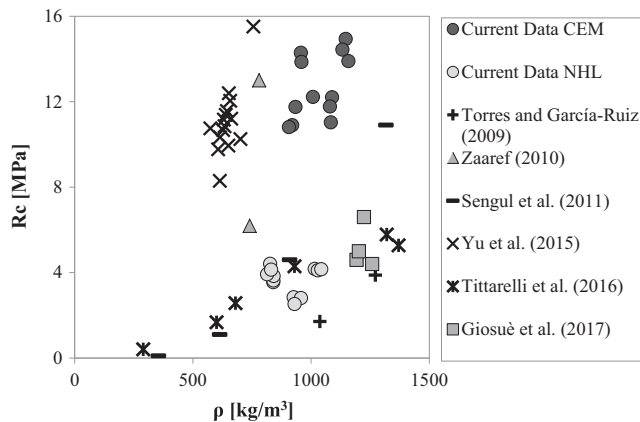 16
12
8
4
0
Rc [MPa]
0
500
1000
1500
ρ [kg/m³]
Current Data CEM
Current Data NHL
Torres and García-Ruiz
(2009)
Zaaref (2010)
Sengul et al. (2011)
Yu et al. (2015)
Tittarelli et al. (2016)
Giosuè et al. (2017)